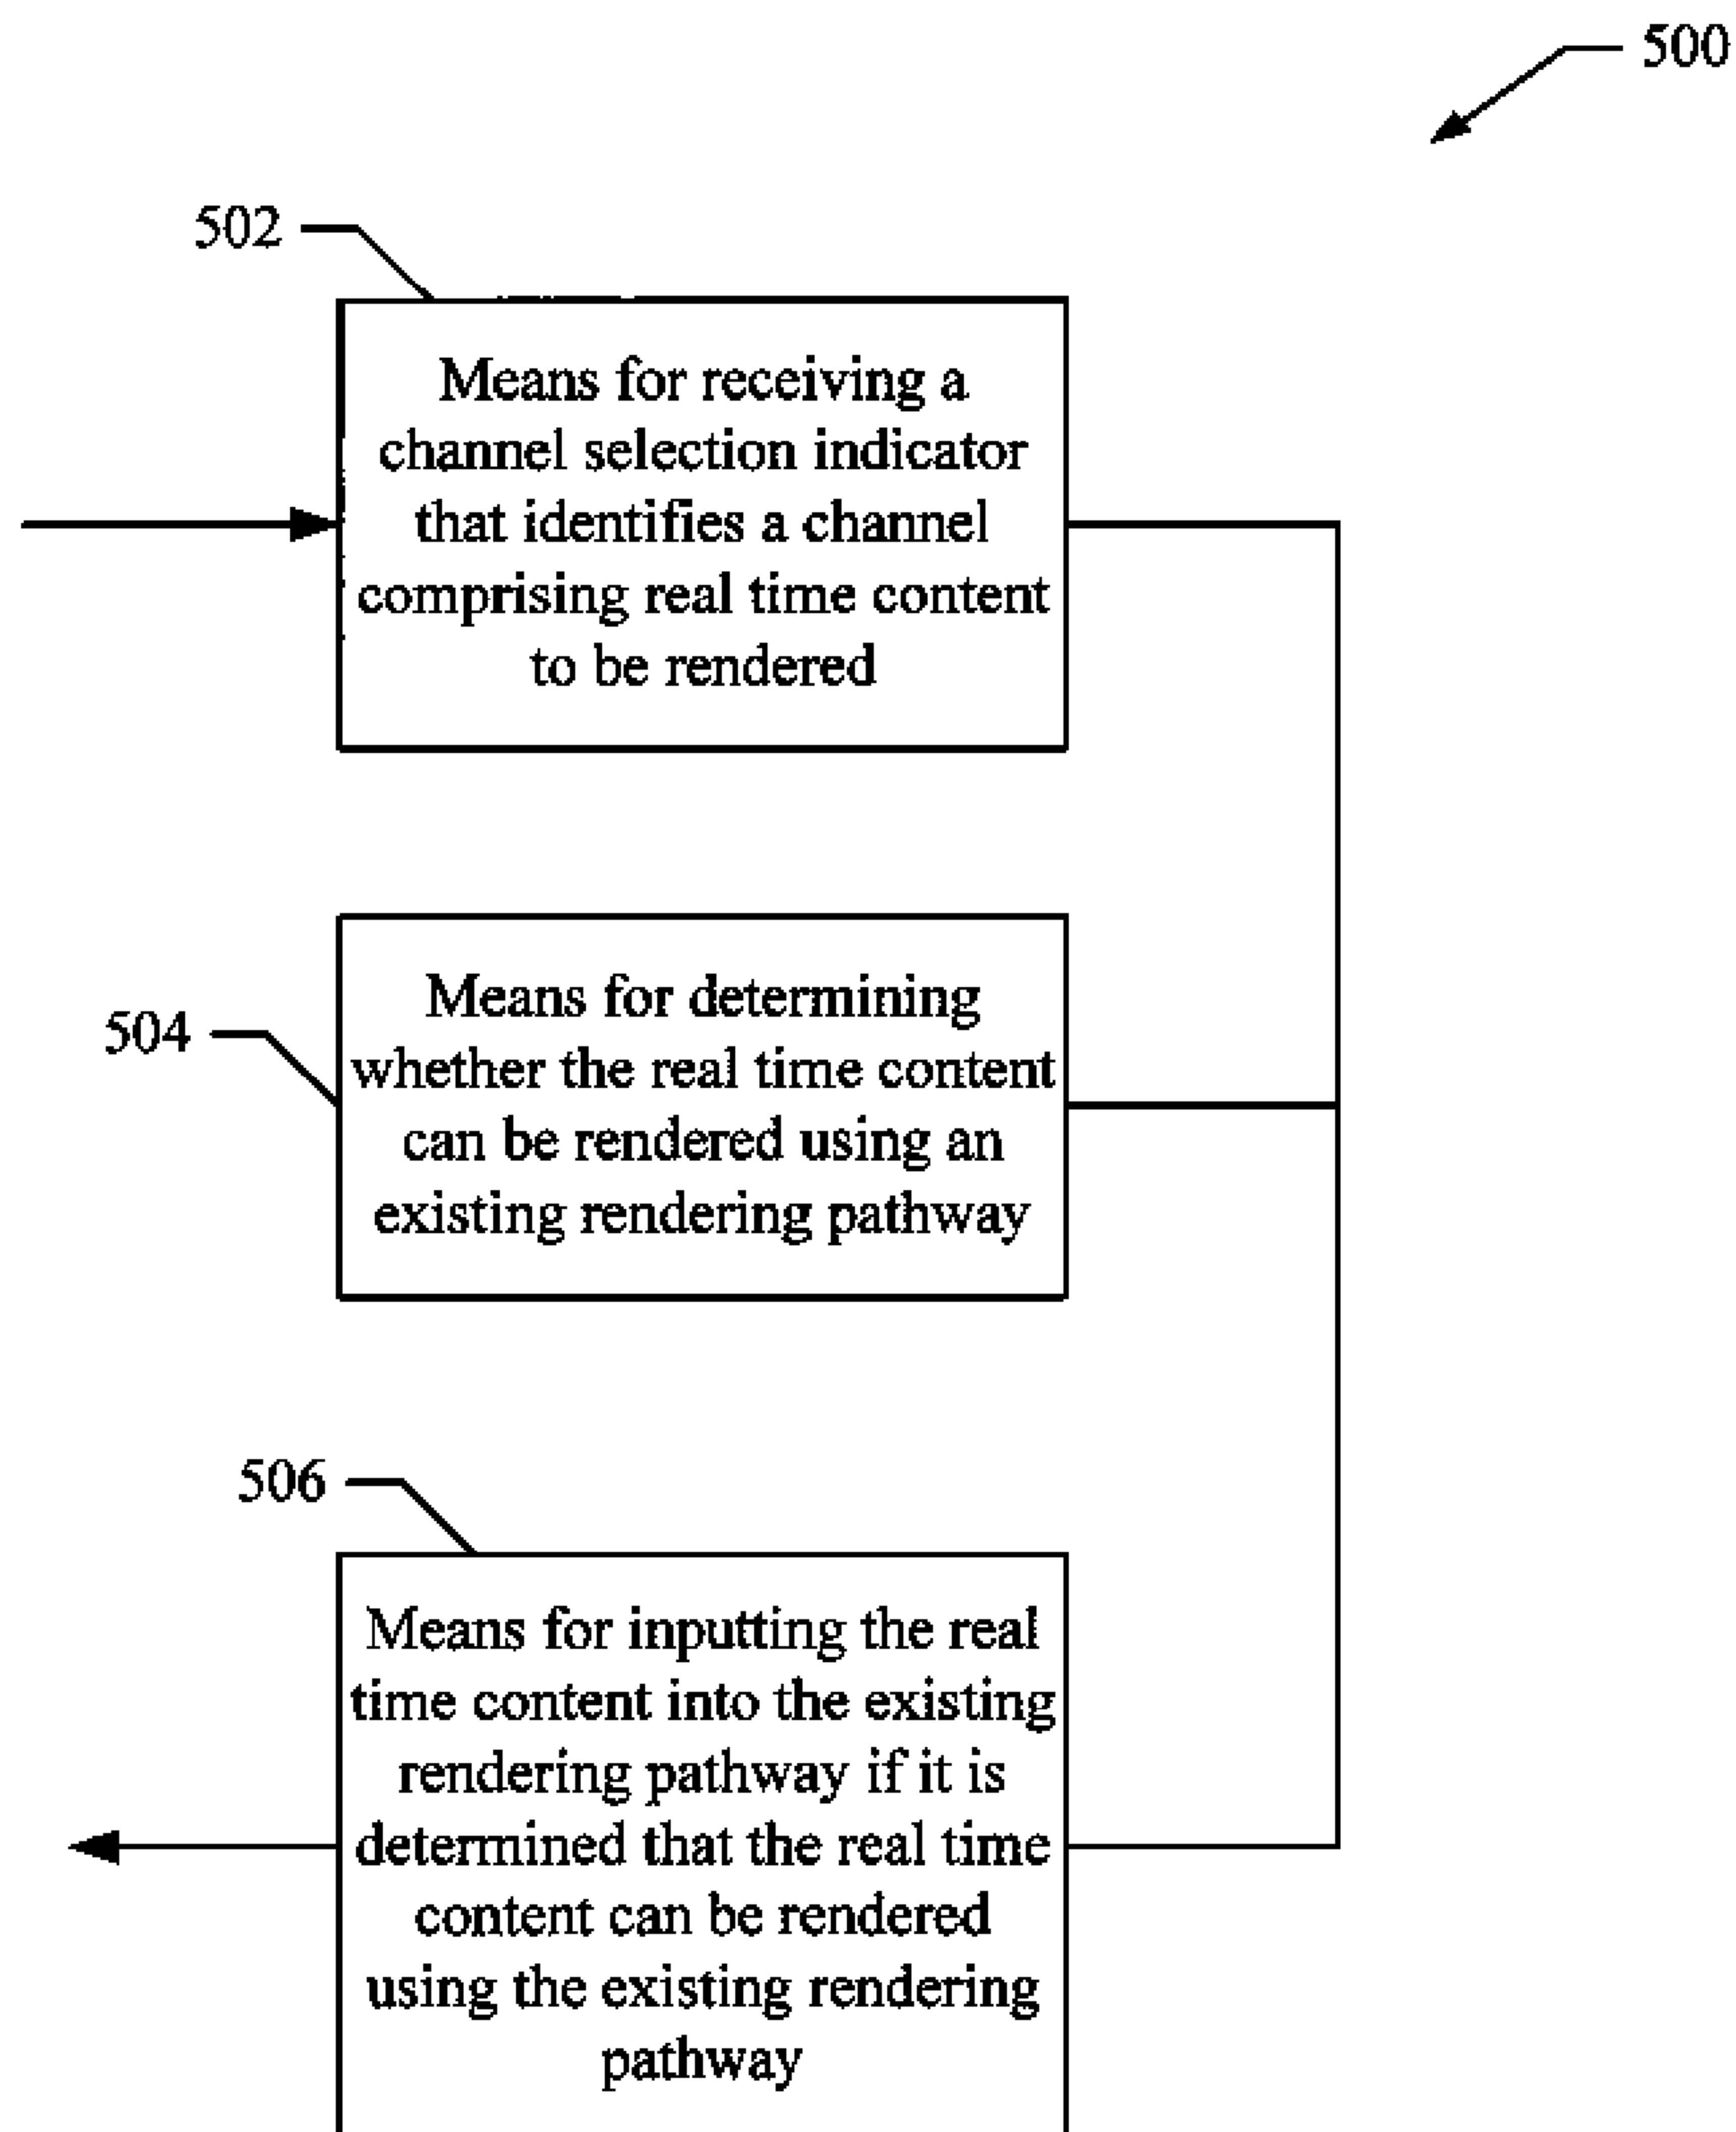 500
502
Means for receiving a
channel selection indicator
that identifies a channel
comprising real time content
to be rendered
504
Means for determining
whether the real time content
can be rendered using an
existing rendering pathway
506
Means for inputting the real
time content into the existing
rendering pathway if it is
determined that the real time
content can be rendered
using the existing rendering
pathway